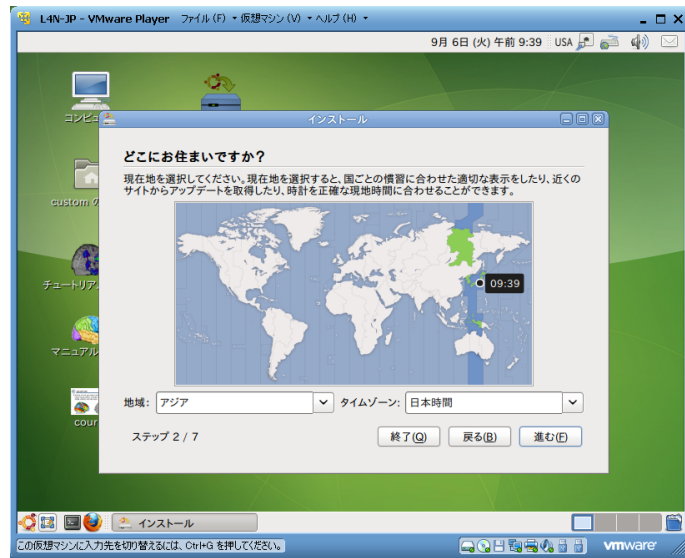 L4N-JP - VMware Player ファイル(F) 仮想マシン(V) ヘルプ(H)
9月 6日 (火) 午前 9:39 USA
コンピュ
インストール
どこにお住まいですか?
現在地を選択してください。現在地を選択すると、国ごとの慣習に合わせた適切な表示をしたり、近くの
サイトからアップデートを取得したり、時計を正確な現地時間に合わせることができます。
custom の
09:39
チュートリア
マニュアル
地域: アジア タイムゾーン: 日本時間
cour
ステップ 2 / 7 終了(Q) 戻る(B) 進む(F)
インストール
この仮想マシンに入力先を切り替えるには、Ctrl+G を押してください。
vmware